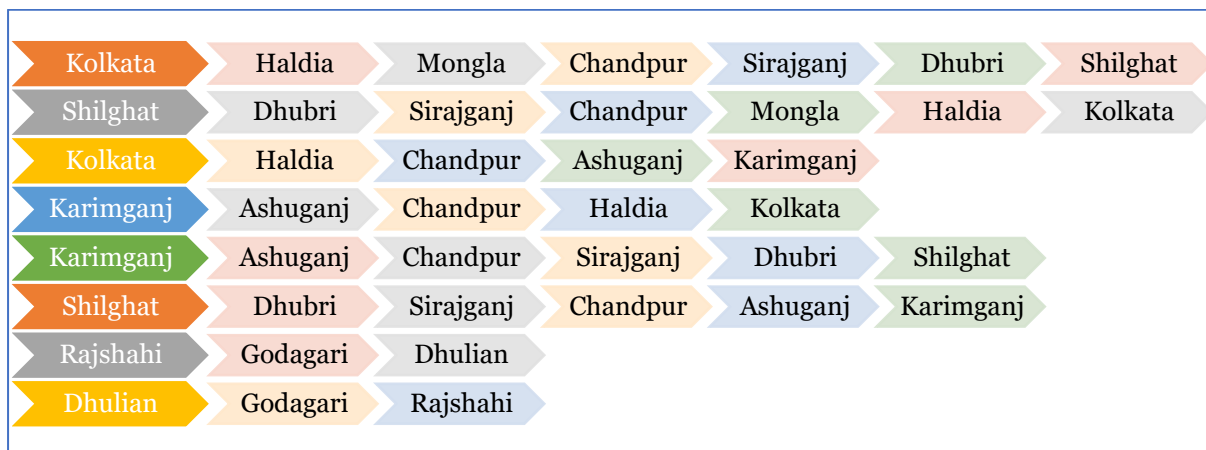 Kolkata Haldia Mongla Chandpur Sirajganj Dhubri Shilghat
Shilghat Dhubri Sirajganj Chandpur Mongla Haldia Kolkata
Kolkata Haldia Chandpur Ashuganj Karimganj
Karimganj Ashuganj Chandpur Haldia Kolkata
Karimganj Ashuganj Chandpur Sirajganj Dhubri Shilghat
Shilghat Dhubri Sirajganj Chandpur Ashuganj Karimganj
Rajshahi Godagari Dhulian
Dhulian Godagari Rajshahi